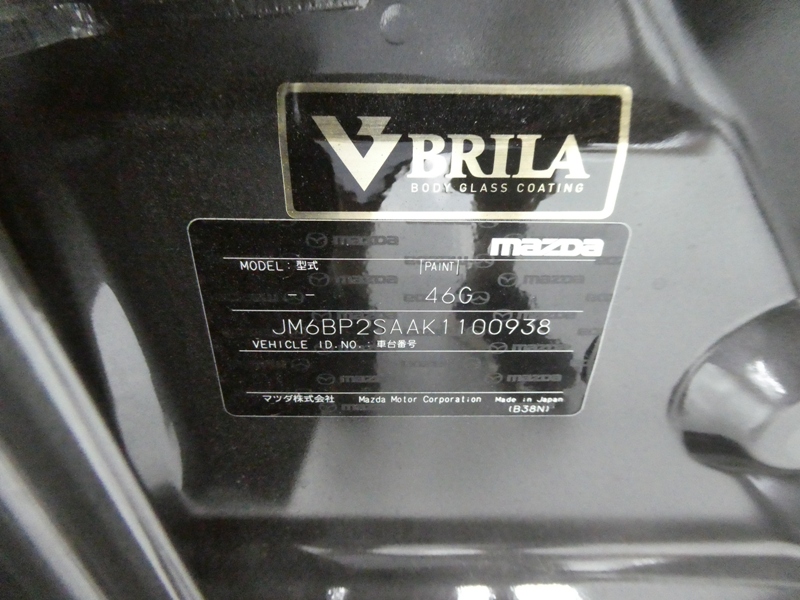 BRILA
BODY GLASS COATING
mazda
MODEL : 型式 PAINT
-- 46G
JM6BP2SAAK1100938
VEHICLE ID.NO. : 車台番号
マツダ株式会社 Mazda Motor Corporation Made in Japan
(B38N)